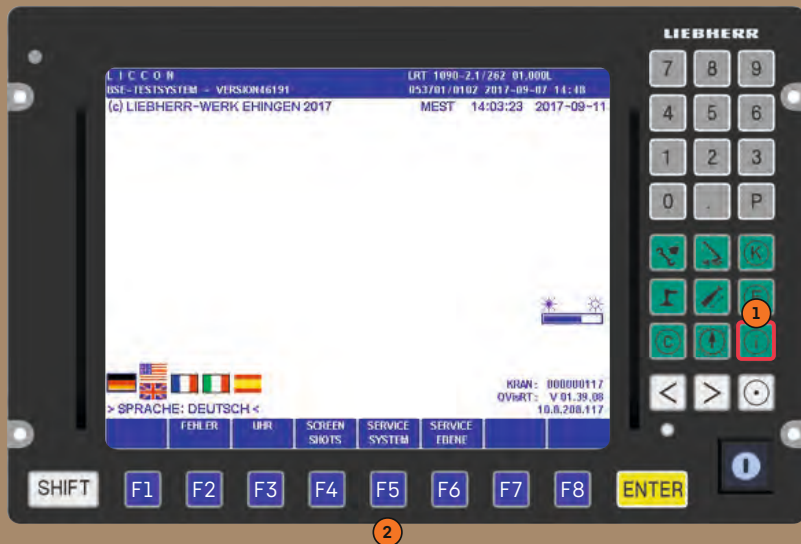 LIEBHERR
LICCON
LRT 1090-2.1/262 01.000L
BSE-TESTSYSTEM - VERSION46191
053701/0102 2017-09-07 14:48
(c) LIEBHERR-WERK EHINGEN 2017
MEST 14:03:23 2017-09-11
7 8 9
4 5 6
1 2 3
0 . P
K
1
C
i
KRAN: 000000117
QVisRT: V 01.39.08
10.0.208.117
> SPRACHE: DEUTSCH <
< >
FEHLER
UHR
SCREEN SHOTS
SERVICE SYSTEM
SERVICE EBENE
SHIFT F1 F2 F3 F4 F5 F6 F7 F8 ENTER
2